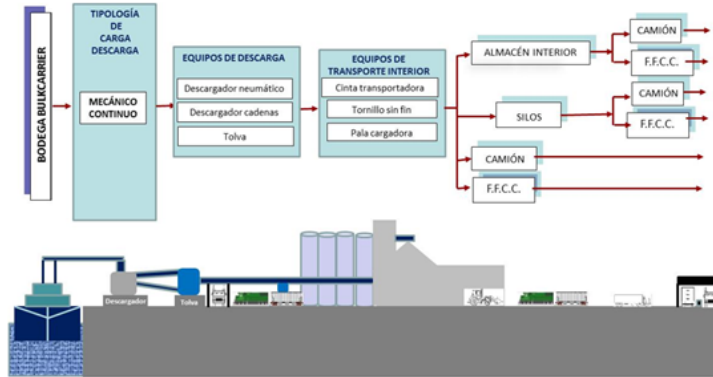 BODEGA BULKCARRIER
TIPOLOGÍA
DE
CARGA
DESCARGA
MECÁNICO
CONTINUO
EQUIPOS DE DESCARGA
Descargador neumático
Descargador cadenas
Tolva
EQUIPOS DE
TRANSPORTE INTERIOR
Cinta transportadora
Tornillo sin fin
Pala cargadora
ALMACÉN INTERIOR
CAMIÓN
F.F.C.C.
SILOS
CAMIÓN
F.F.C.C.
CAMIÓN
F.F.C.C.
Descargador
Tolva